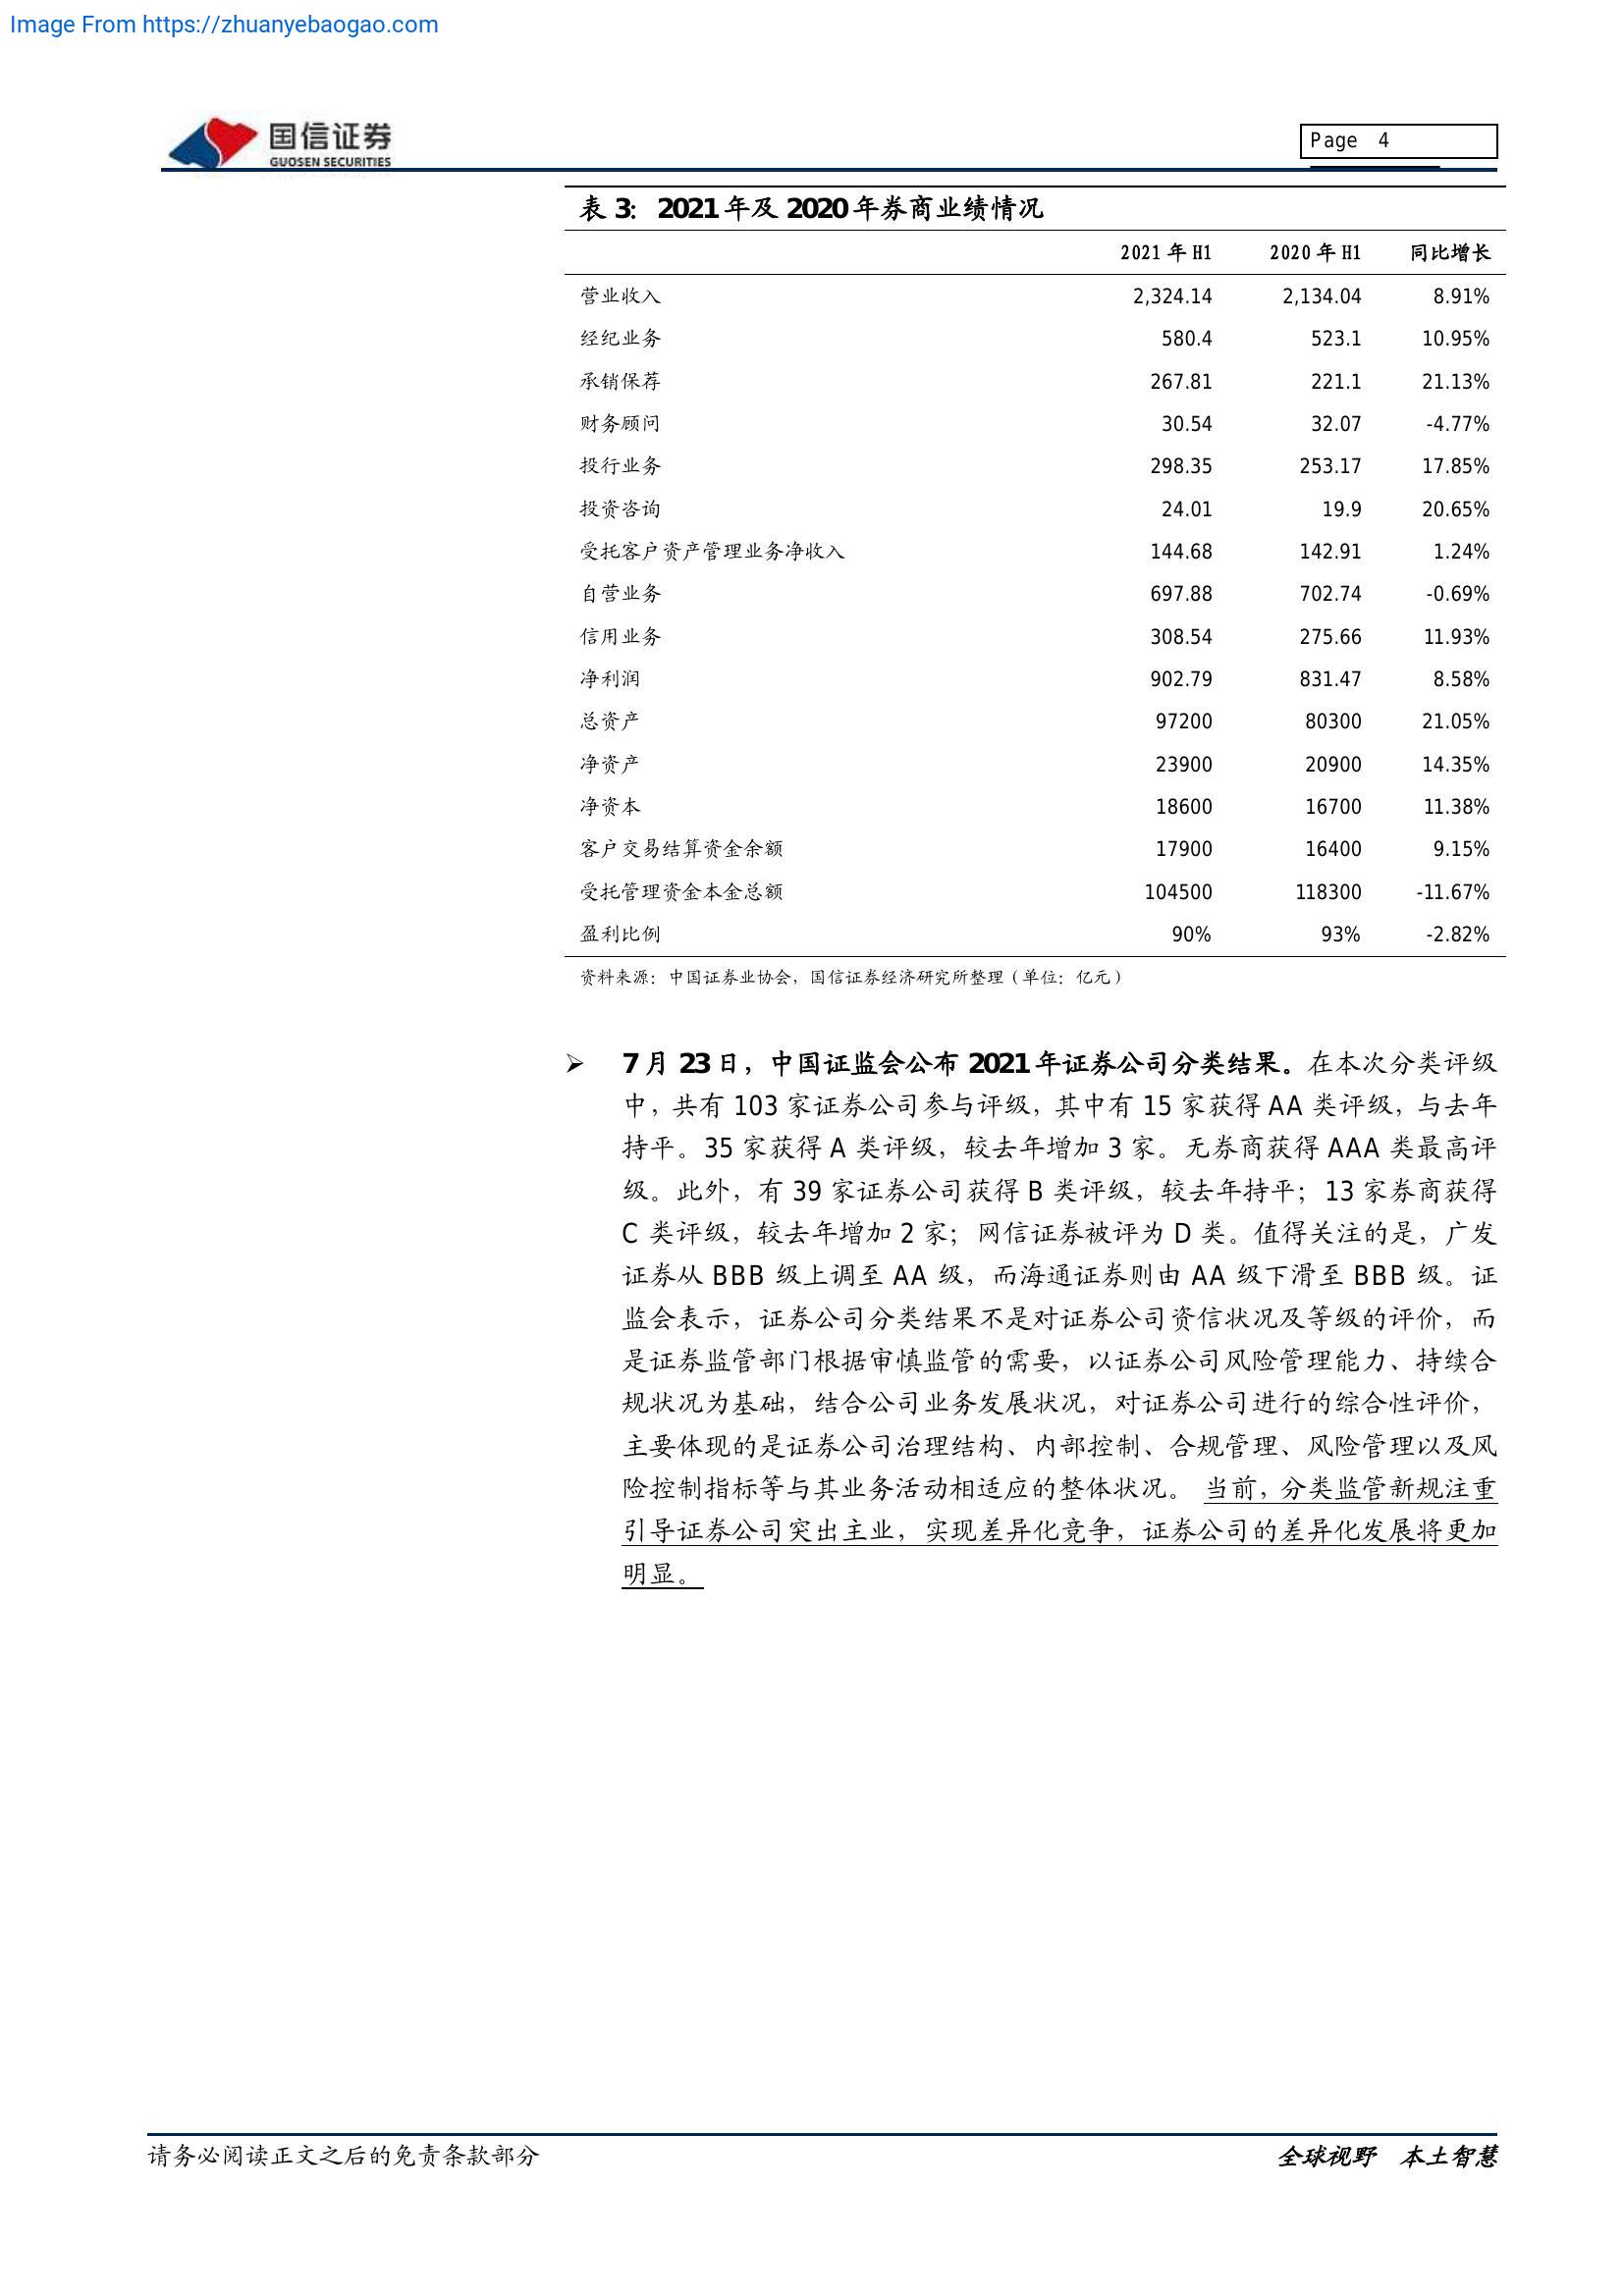 Image From https://zhuanyebaogao.com
国信证券
GUOSEN SECURITIES
Page 4
表 3: 2021 年及 2020 年券商业绩情况
2021 年 H1 2020 年 H1 同比增长
营业收入 2,324.14 2,134.04 8.91%
经纪业务 580.4 523.1 10.95%
承销保荐 267.81 221.1 21.13%
财务顾问 30.54 32.07 -4.77%
投行业务 298.35 253.17 17.85%
投资咨询 24.01 19.9 20.65%
受托客户资产管理业务净收入 144.68 142.91 1.24%
自营业务 697.88 702.74 -0.69%
信用业务 308.54 275.66 11.93%
净利润 902.79 831.47 8.58%
总资产 97200 80300 21.05%
净资产 23900 20900 14.35%
净资本 18600 16700 11.38%
客户交易结算资金余额 17900 16400 9.15%
受托管理资金本金总额 104500 118300 -11.67%
盈利比例 90% 93% -2.82%
资料来源：中国证券业协会，国信证券经济研究所整理（单位：亿元）
➢ 7 月 23 日，中国证监会公布 2021 年证券公司分类结果。在本次分类评级
中，共有 103 家证券公司参与评级，其中有 15 家获得 AA 类评级，与去年
持平。35 家获得 A 类评级，较去年增加 3 家。无券商获得 AAA 类最高评
级。此外，有 39 家证券公司获得 B 类评级，较去年持平；13 家券商获得
C 类评级，较去年增加 2 家；网信证券被评为 D 类。值得关注的是，广发
证券从 BBB 级上调至 AA 级，而海通证券则由 AA 级下滑至 BBB 级。证
监会表示，证券公司分类结果不是对证券公司资信状况及等级的评价，而
是证券监管部门根据审慎监管的需要，以证券公司风险管理能力、持续合
规状况为基础，结合公司业务发展状况，对证券公司进行的综合性评价，
主要体现的是证券公司治理结构、内部控制、合规管理、风险管理以及风
险控制指标等与其业务活动相适应的整体状况。 当前，分类监管新规注重
引导证券公司突出主业，实现差异化竞争，证券公司的差异化发展将更加
明显。
请务必阅读正文之后的免责条款部分 全球视野 本土智慧